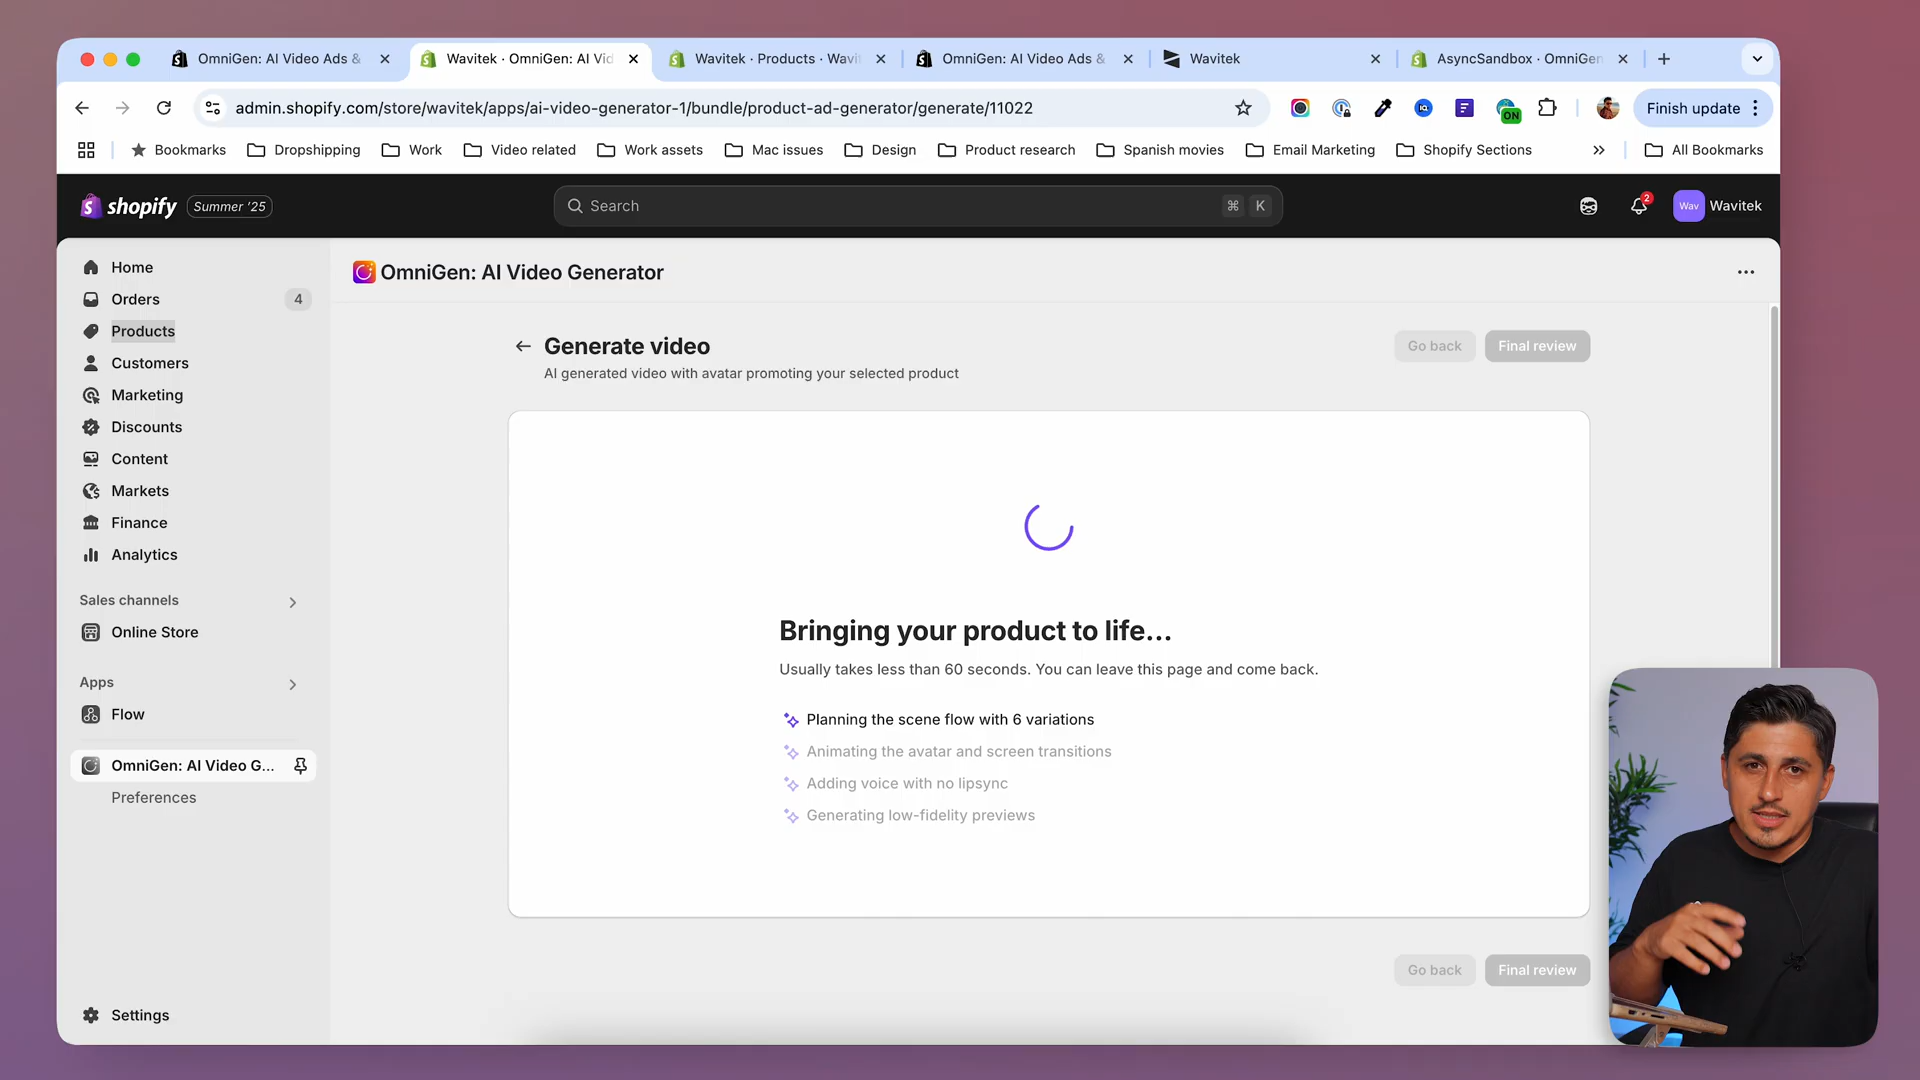 OmniGen: AI Video Ads &
Wavitek · OmniGen: AI Vid
Wavitek · Products · Wavit
OmniGen: AI Video Ads &
Wavitek
AsyncSandbox · OmniGen
admin.shopify.com/store/wavitek/apps/ai-video-generator-1/bundle/product-ad-generator/generate/11022
ON
Finish update
Bookmarks
Dropshipping
Work
Video related
Work assets
Mac issues
Design
Product research
Spanish movies
Email Marketing
Shopify Sections
All Bookmarks
shopify
Summer '25
Search
⌘ K
2
Wav
Wavitek
Home
Orders 4
Products
Customers
Marketing
Discounts
Content
Markets
Finance
Analytics
Sales channels
Online Store
Apps
Flow
OmniGen: AI Video G...
Preferences
Settings
OmniGen: AI Video Generator
Generate video
AI generated video with avatar promoting your selected product
Go back
Final review
Bringing your product to life...
Usually takes less than 60 seconds. You can leave this page and come back.
Planning the scene flow with 6 variations
Animating the avatar and screen transitions
Adding voice with no lipsync
Generating low-fidelity previews
Go back
Final review